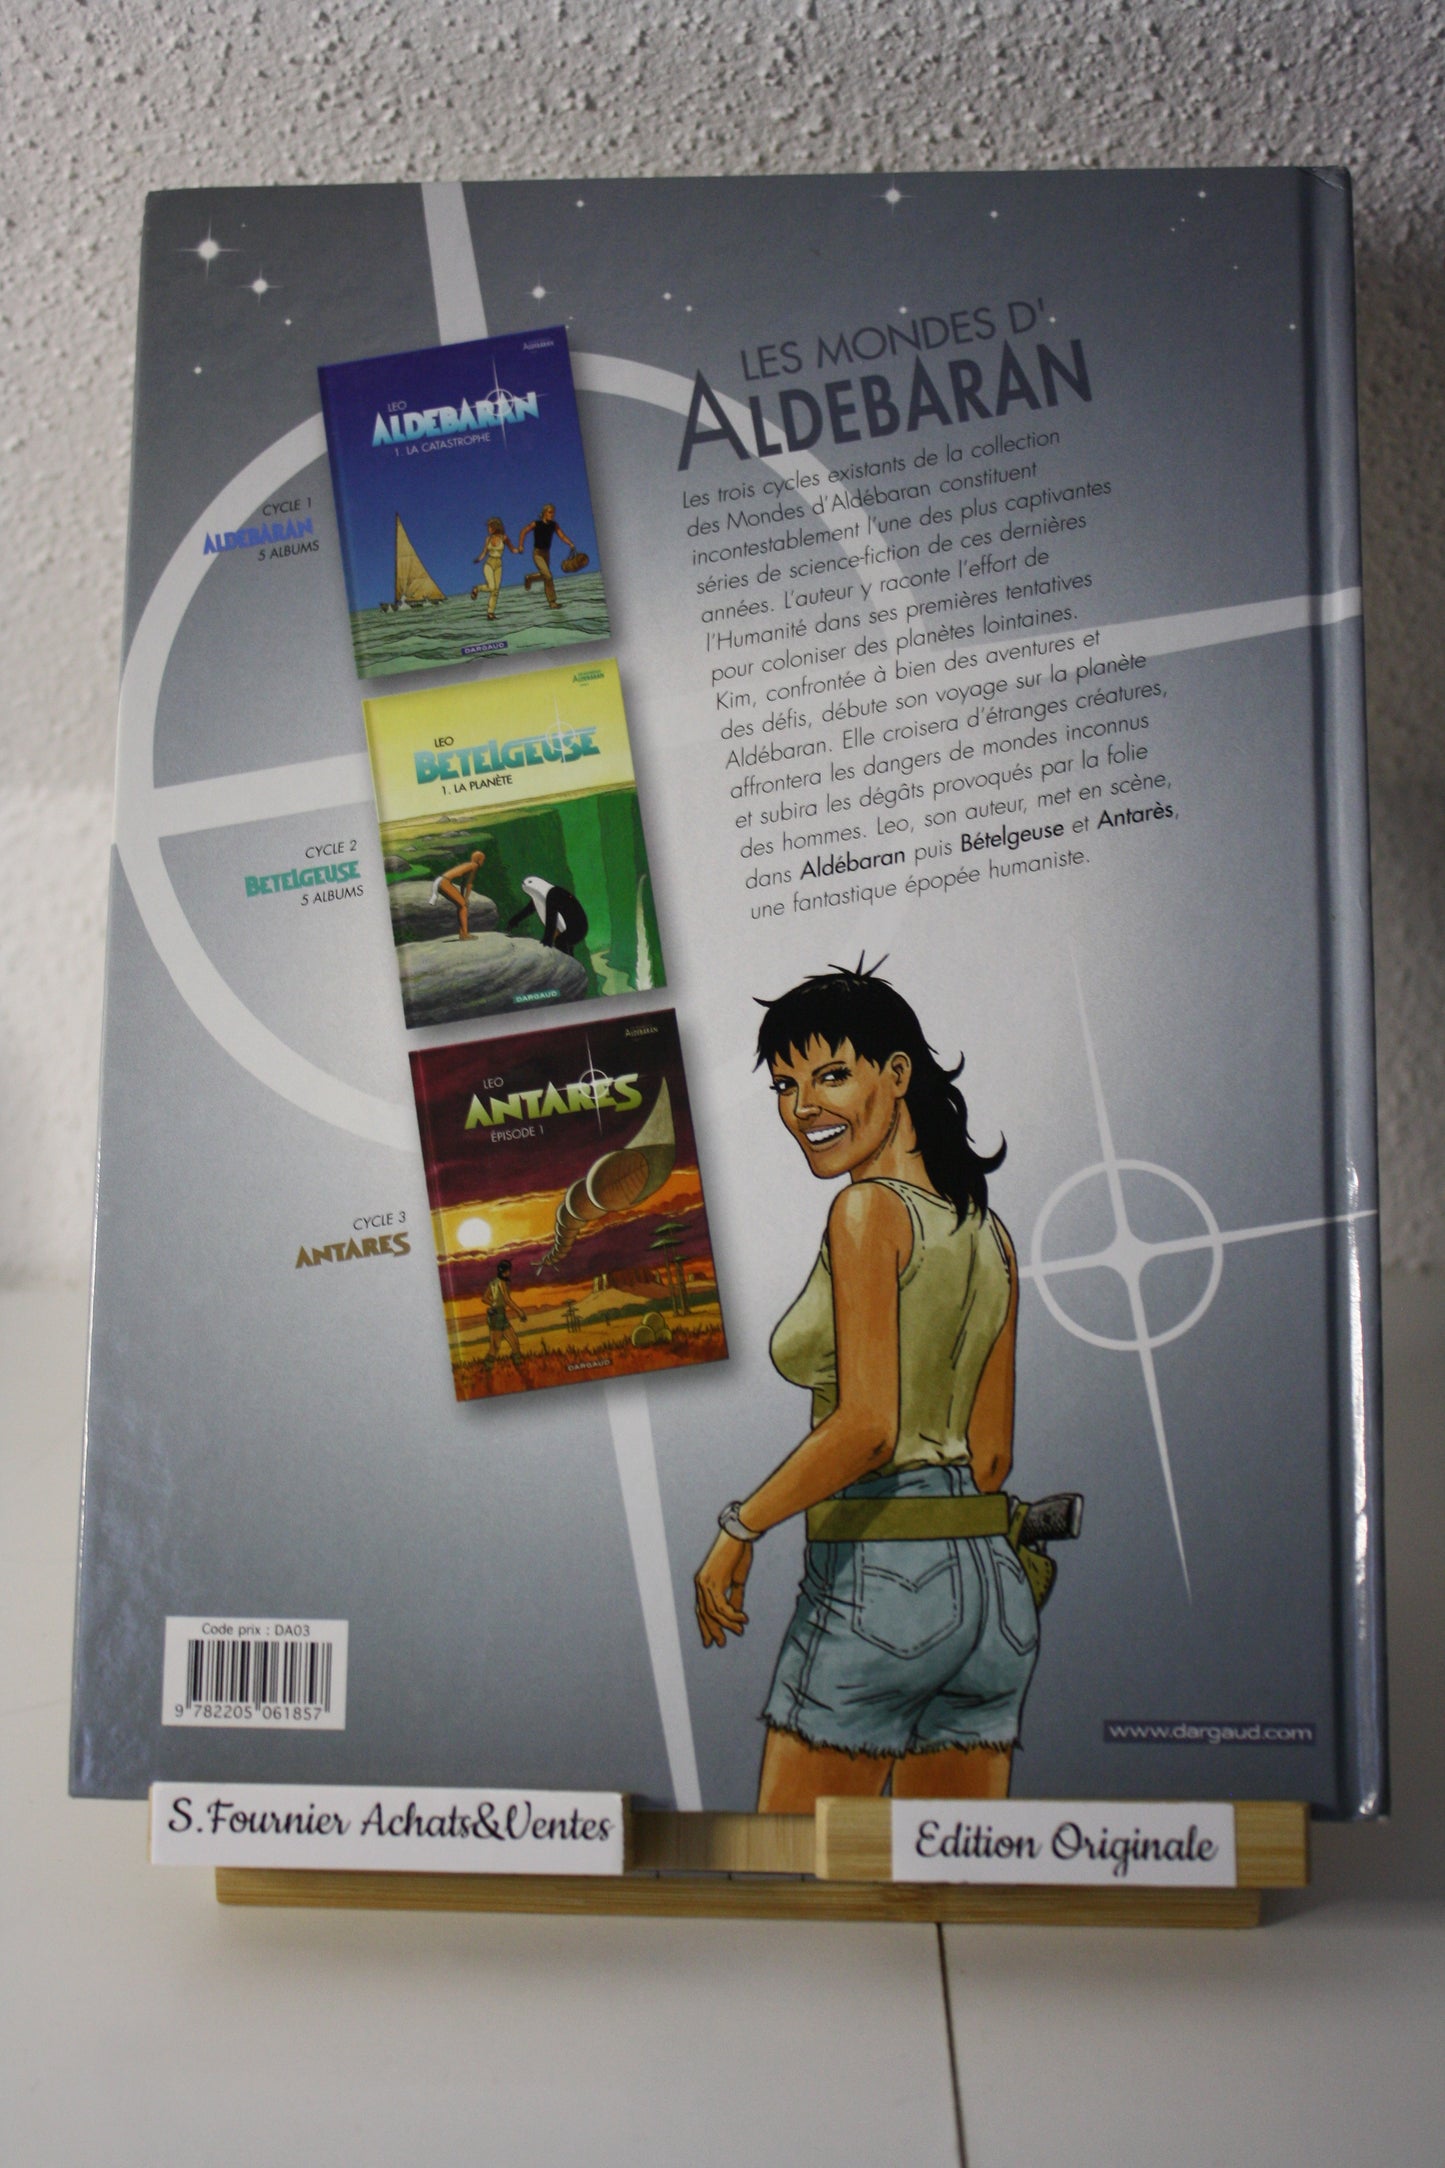 LES MONDES D'
ALDEBARAN
Les trois cycles existants de la collection
des Mondes d'Aldébaran constituent
incontestablement l'une des plus captivantes
séries de science-fiction de ces dernières
années. L'auteur y raconte l'effort de
l'Humanité dans ses premières tentatives
pour coloniser des planètes lointaines.
Kim, confrontée à bien des aventures et
des défis, débute son voyage sur la planète
Aldébaran. Elle croisera d'étranges créatures,
affrontera les dangers de mondes inconnus
et subira les dégâts provoqués par la folie
des hommes. Leo, son auteur, met en scène,
dans Aldébaran puis Bételgeuse et Antarès,
une fantastique épopée humaniste.
CYCLE 1
ALDEBARAN
5 ALBUMS
ALDEBARAN
LEO
ALDEBARAN
1. LA CATASTROPHE
DARGAUD
CYCLE 2
BETELGEUSE
5 ALBUMS
ALDEBARAN
LEO
BETELGEUSE
1. LA PLANÈTE
DARGAUD
CYCLE 3
ANTARES
ALDEBARAN
LEO
ANTARES
ÉPISODE 1
DARGAUD
Code prix : DA03
9 782205 061857
www.dargaud.com
S.Fournier Achats&Ventes
Edition Originale